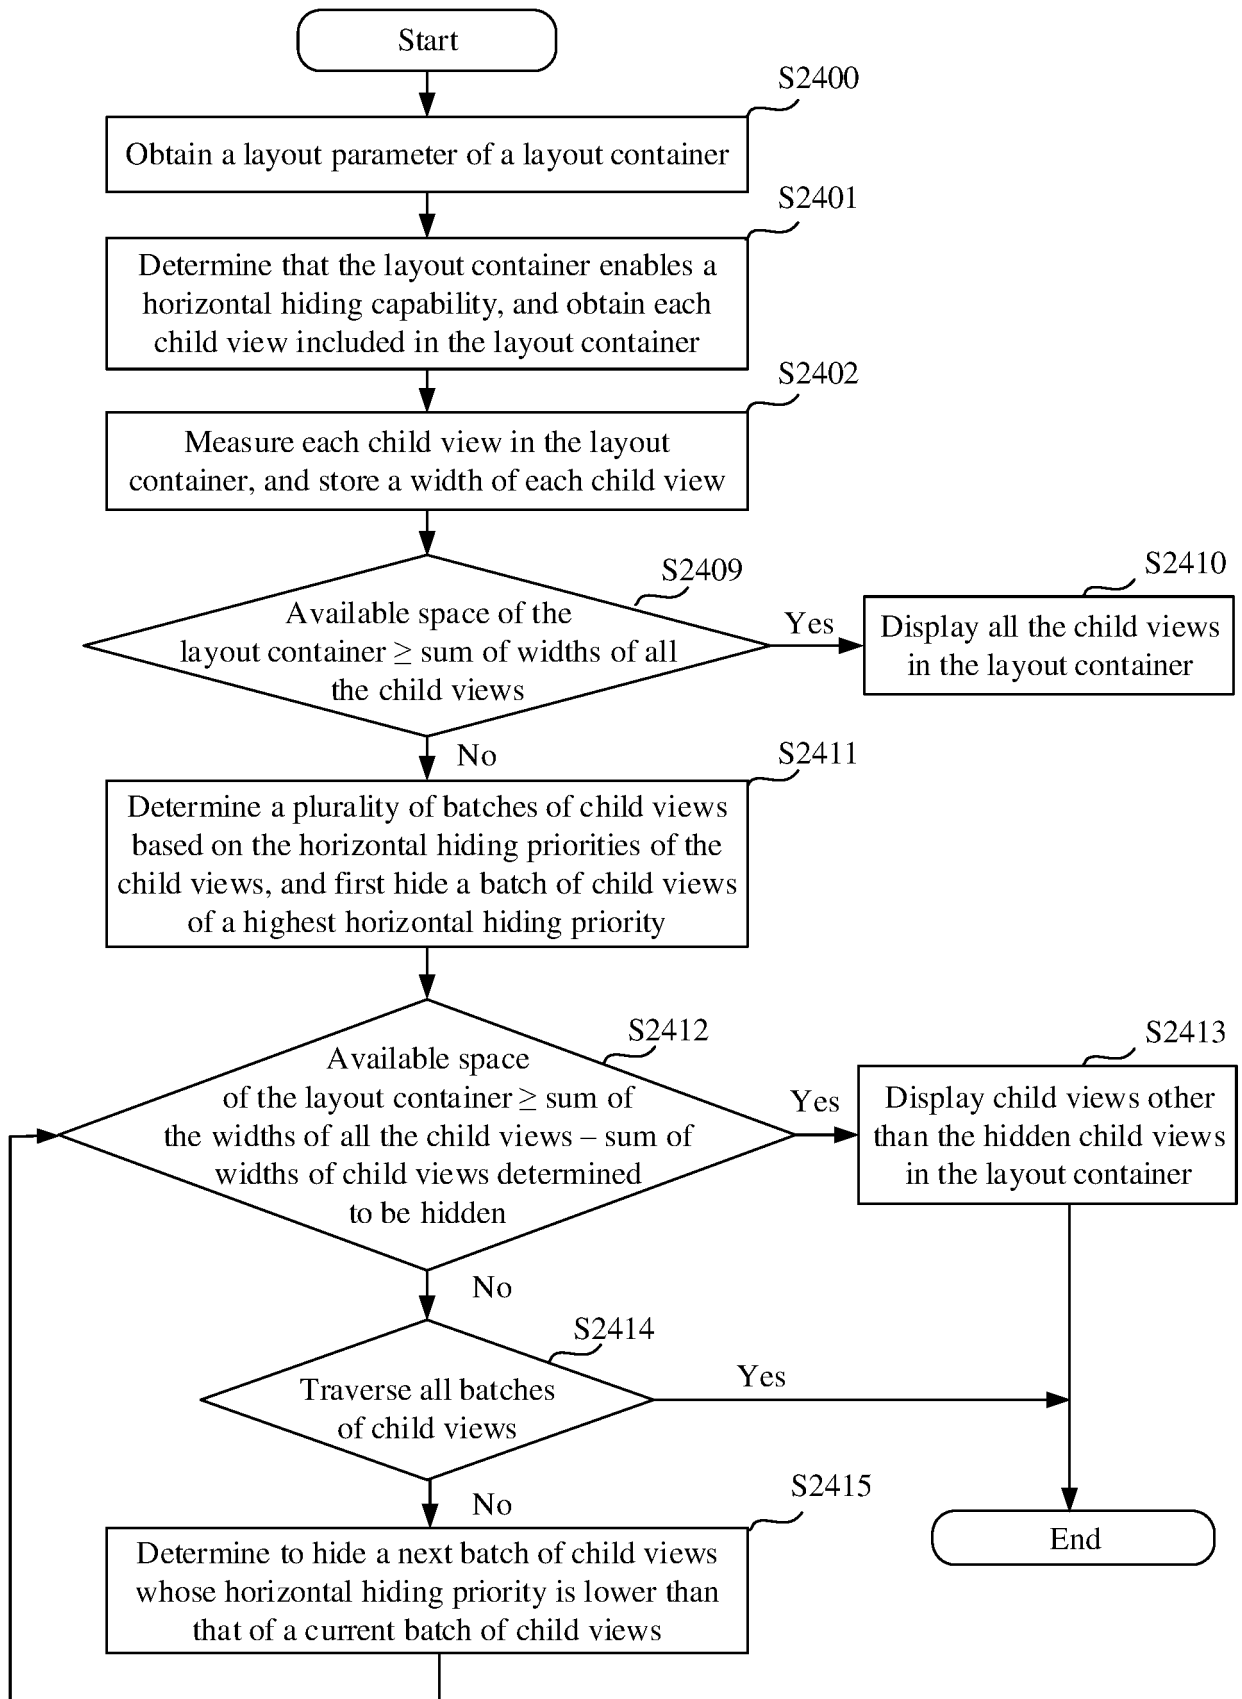 Start
S2400
Obtain a layout parameter of a layout container
S2401
Determine that the layout container enables a
horizontal hiding capability, and obtain each
child view included in the layout container
S2402
Measure each child view in the layout
container, and store a width of each child view
S2409
Available space of the
layout container ≥ sum of widths of all
the child views
Yes
S2410
Display all the child views
in the layout container
No
S2411
Determine a plurality of batches of child views
based on the horizontal hiding priorities of the
child views, and first hide a batch of child views
of a highest horizontal hiding priority
S2412
Available space
of the layout container ≥ sum of
the widths of all the child views – sum of
widths of child views determined
to be hidden
Yes
S2413
Display child views other
than the hidden child views
in the layout container
No
S2414
Traverse all batches
of child views
Yes
No
S2415
Determine to hide a next batch of child views
whose horizontal hiding priority is lower than
that of a current batch of child views
End